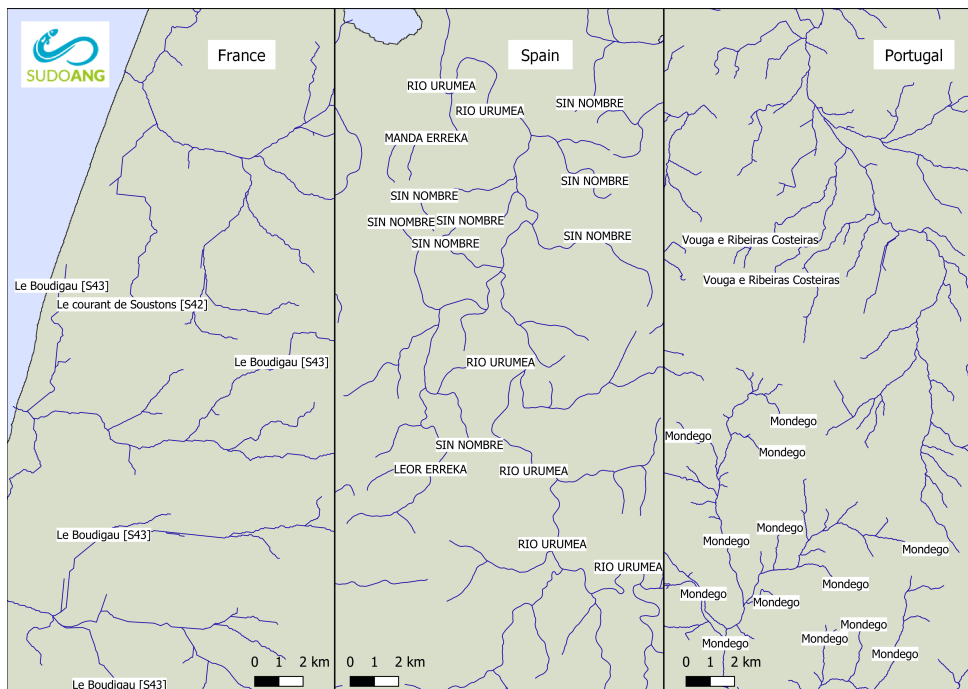 SUDOANG
France
Le Boudigau [S43]
Le courant de Soustons [S42]
Le Boudigau [S43]
Le Boudigau [S43]
Le Boudigau [S43]
0 1 2 km
Spain
RIO URUMEA
SIN NOMBRE
RIO URUMEA
MANDA ERREKA
SIN NOMBRE
SIN NOMBRE
SIN NOMBRE
SIN NOMBRE
SIN NOMBRE
SIN NOMBRE
RIO URUMEA
SIN NOMBRE
LEOR ERREKA
RIO URUMEA
RIO URUMEA
RIO URUMEA
0 1 2 km
Portugal
Vouga e Ribeiras Costeiras
Vouga e Ribeiras Costeiras
Mondego
Mondego
Mondego
Mondego
Mondego
Mondego
Mondego
Mondego
Mondego
Mondego
Mondego
Mondego
Mondego
0 1 2 km